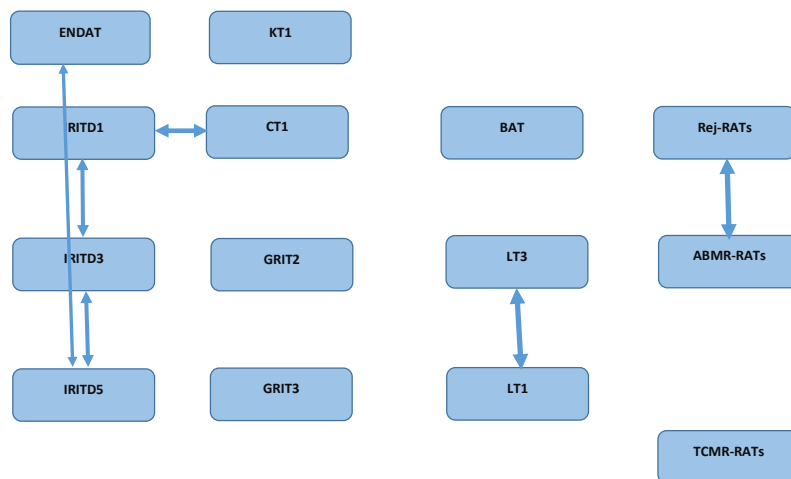 ENDAT
KT1
IRITD1
CT1
BAT
Rej-RATs
IRITD3
GRIT2
LT3
ABMR-RATs
IRITD5
GRIT3
LT1
TCMR-RATs